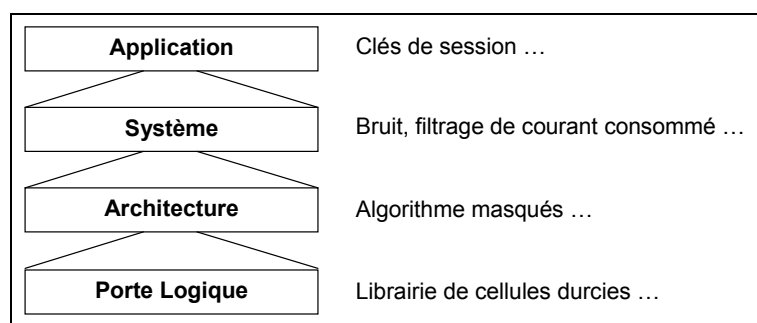 Application Clés de session …
Système Bruit, filtrage de courant consommé …
Architecture Algorithme masqués …
Porte Logique Librairie de cellules durcies …